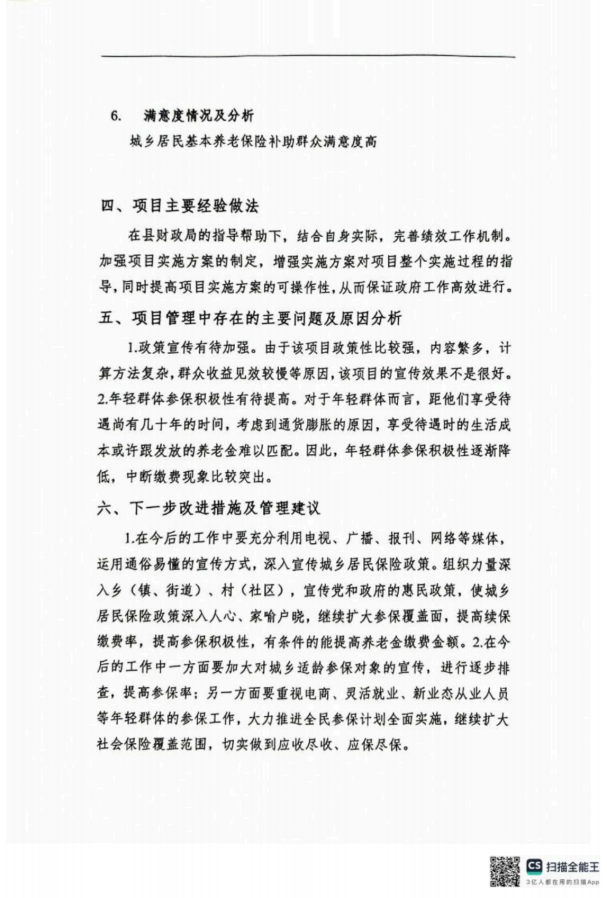 6. 满意度情况及分析
城乡居民基本养老保险补助群众满意度高
四、项目主要经验做法
在县财政局的指导帮助下，结合自身实际，完善绩效工作机制。
加强项目实施方案的制定，增强实施方案对项目整个实施过程的指
导，同时提高项目实施方案的可操作性，从而保证政府工作高效进行。
五、项目管理中存在的主要问题及原因分析
1.政策宣传有待加强。由于该项目政策性比较强，内容繁多，计
算方法复杂，群众收益见效较慢等原因，该项目的宣传效果不是很好。
2.年轻群体参保积极性有待提高。对于年轻群体而言，距他们享受待
遇尚有几十年的时间，考虑到通货膨胀的原因，享受待遇时的生活成
本或许跟发放的养老金难以匹配。因此，年轻群体参保积极性逐渐降
低，中断缴费现象比较突出。
六、下一步改进措施及管理建议
1.在今后的工作中要充分利用电视、广播、报刊、网络等媒体，
运用通俗易懂的宣传方式，深入宣传城乡居民保险政策。组织力量深
入乡（镇、街道）、村（社区），宣传党和政府的惠民政策，使城乡
居民保险政策深入人心、家喻户晓，继续扩大参保覆盖面，提高续保
缴费率，提高参保积极性，有条件的能提高养老金缴费金额。2.在今
后的工作中一方面要加大对城乡适龄参保对象的宣传，进行逐步排
查，提高参保率；另一方面要重视电商、灵活就业、新业态从业人员
等年轻群体的参保工作，大力推进全民参保计划全面实施，继续扩大
社会保险覆盖范围，切实做到应收尽收、应保尽保。
CS 扫描全能王
3亿人都在用的扫描App